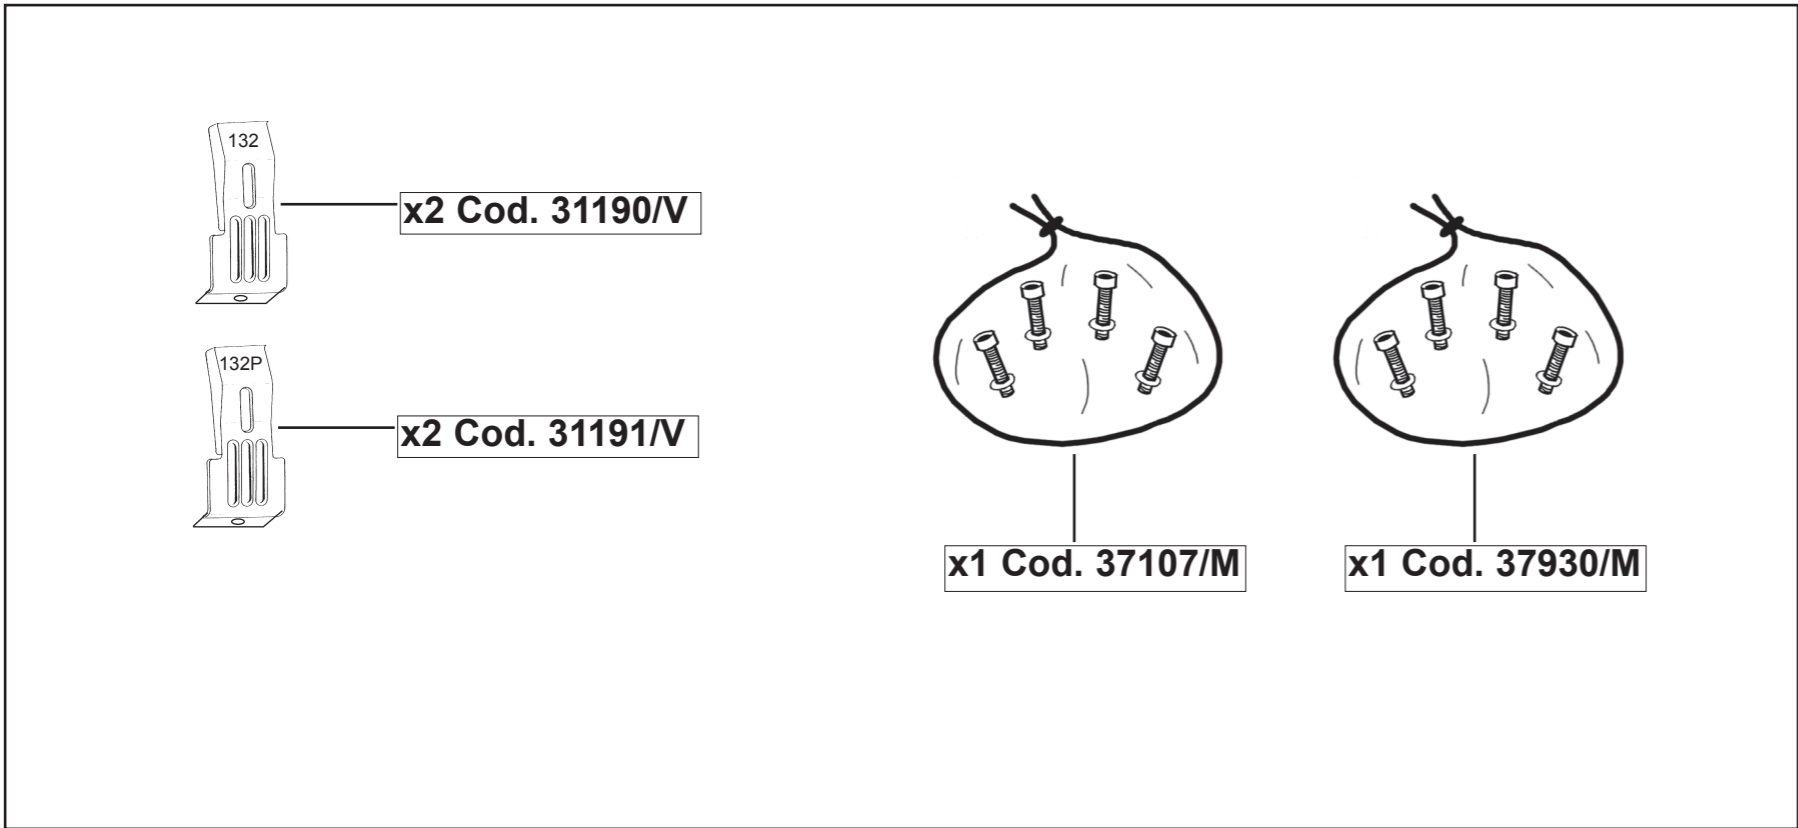 132
x2 Cod. 31190/V
132P
x2 Cod. 31191/V
x1 Cod. 37107/M
x1 Cod. 37930/M